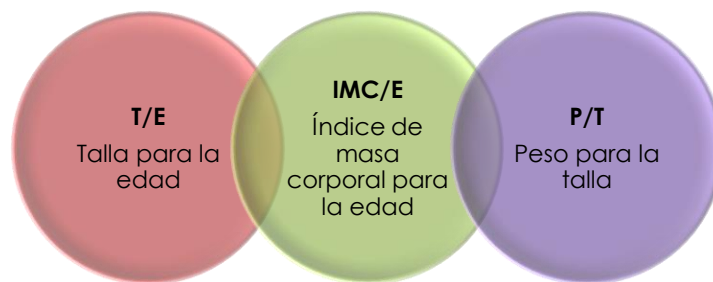 T/E
Talla para la
edad
IMC/E
Índice de
masa
corporal para
la edad
P/T
Peso para la
talla